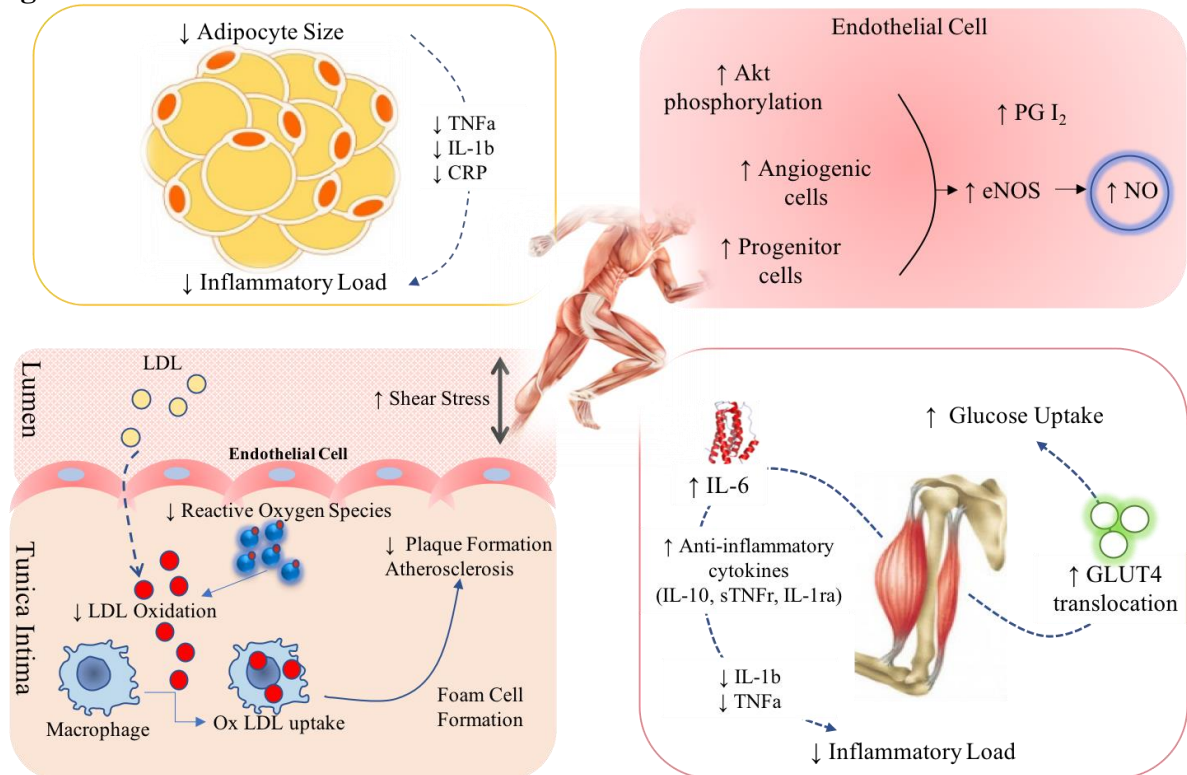 ↓ Adipocyte Size
↓ TNFa
↓ IL-1b
↓ CRP
↓ Inflammatory Load
Endothelial Cell
↑ Akt
phosphorylation
↑ Angiogenic
cells
↑ Progenitor
cells
↑ PG I₂
↑ eNOS
↑ NO
Lumen
LDL
↑ Shear Stress
Endothelial Cell
Tunica Intima
↓ Reactive Oxygen Species
↓ Plaque Formation
Atherosclerosis
↓ LDL Oxidation
Macrophage
Ox LDL uptake
Foam Cell
Formation
↑ IL-6
↑ Anti-inflammatory
cytokines
(IL-10, sTNFr, IL-1ra)
↓ IL-1b
↓ TNFa
↓ Inflammatory Load
↑ Glucose Uptake
↑ GLUT4
translocation